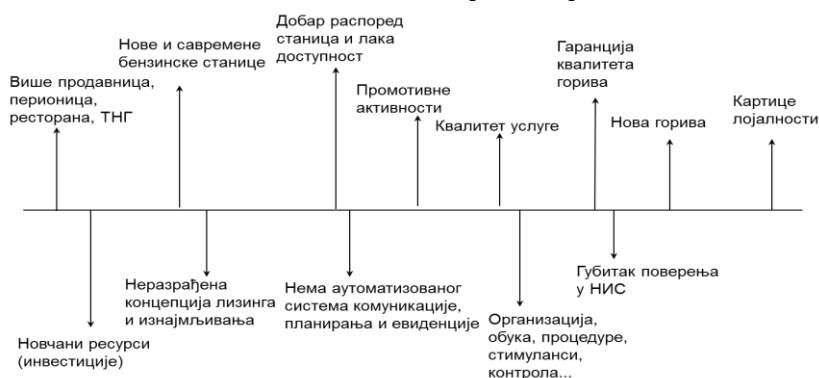 Више продавница,
перионица,
ресторана, ТНГ
Нове и савремене
бензинске станице
Добар распоред
станица и лака
доступност
Промотивне
активности
Квалитет услуге
Гаранција
квалитета
горива
Нова горива
Картице
лојалности
Новчани ресурси
(инвестиције)
Неразрађена
концепција лизинга
и изнајмљивања
Нема аутоматизованог
система комуникације,
планирања и евиденције
Организација,
обука, процедуре,
стимуланси,
контрола...
Губитак поверења
у НИС